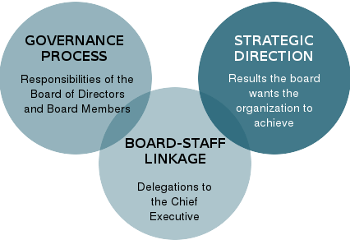 GOVERNANCE
PROCESS
Responsibilities of the
Board of Directors
and Board Members
STRATEGIC
DIRECTION
Results the board
wants the
organization to
achieve
BOARD-STAFF
LINKAGE
Delegations to
the Chief
Executive